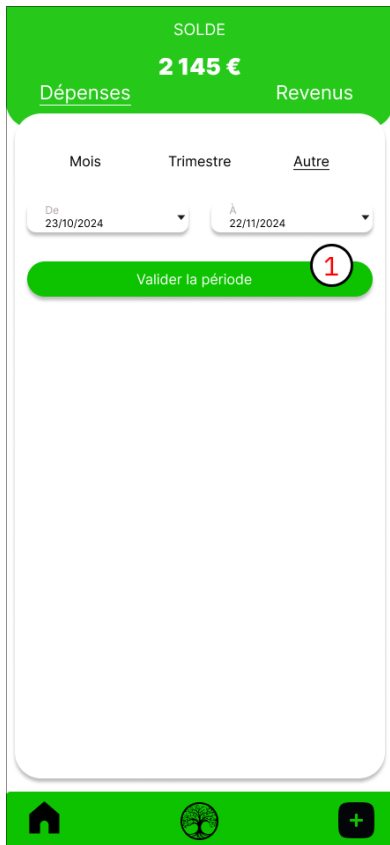 SOLDE
2 145 €
Dépenses Revenus
Mois Trimestre Autre
De À
23/10/2024 22/11/2024
1
Valider la période
+